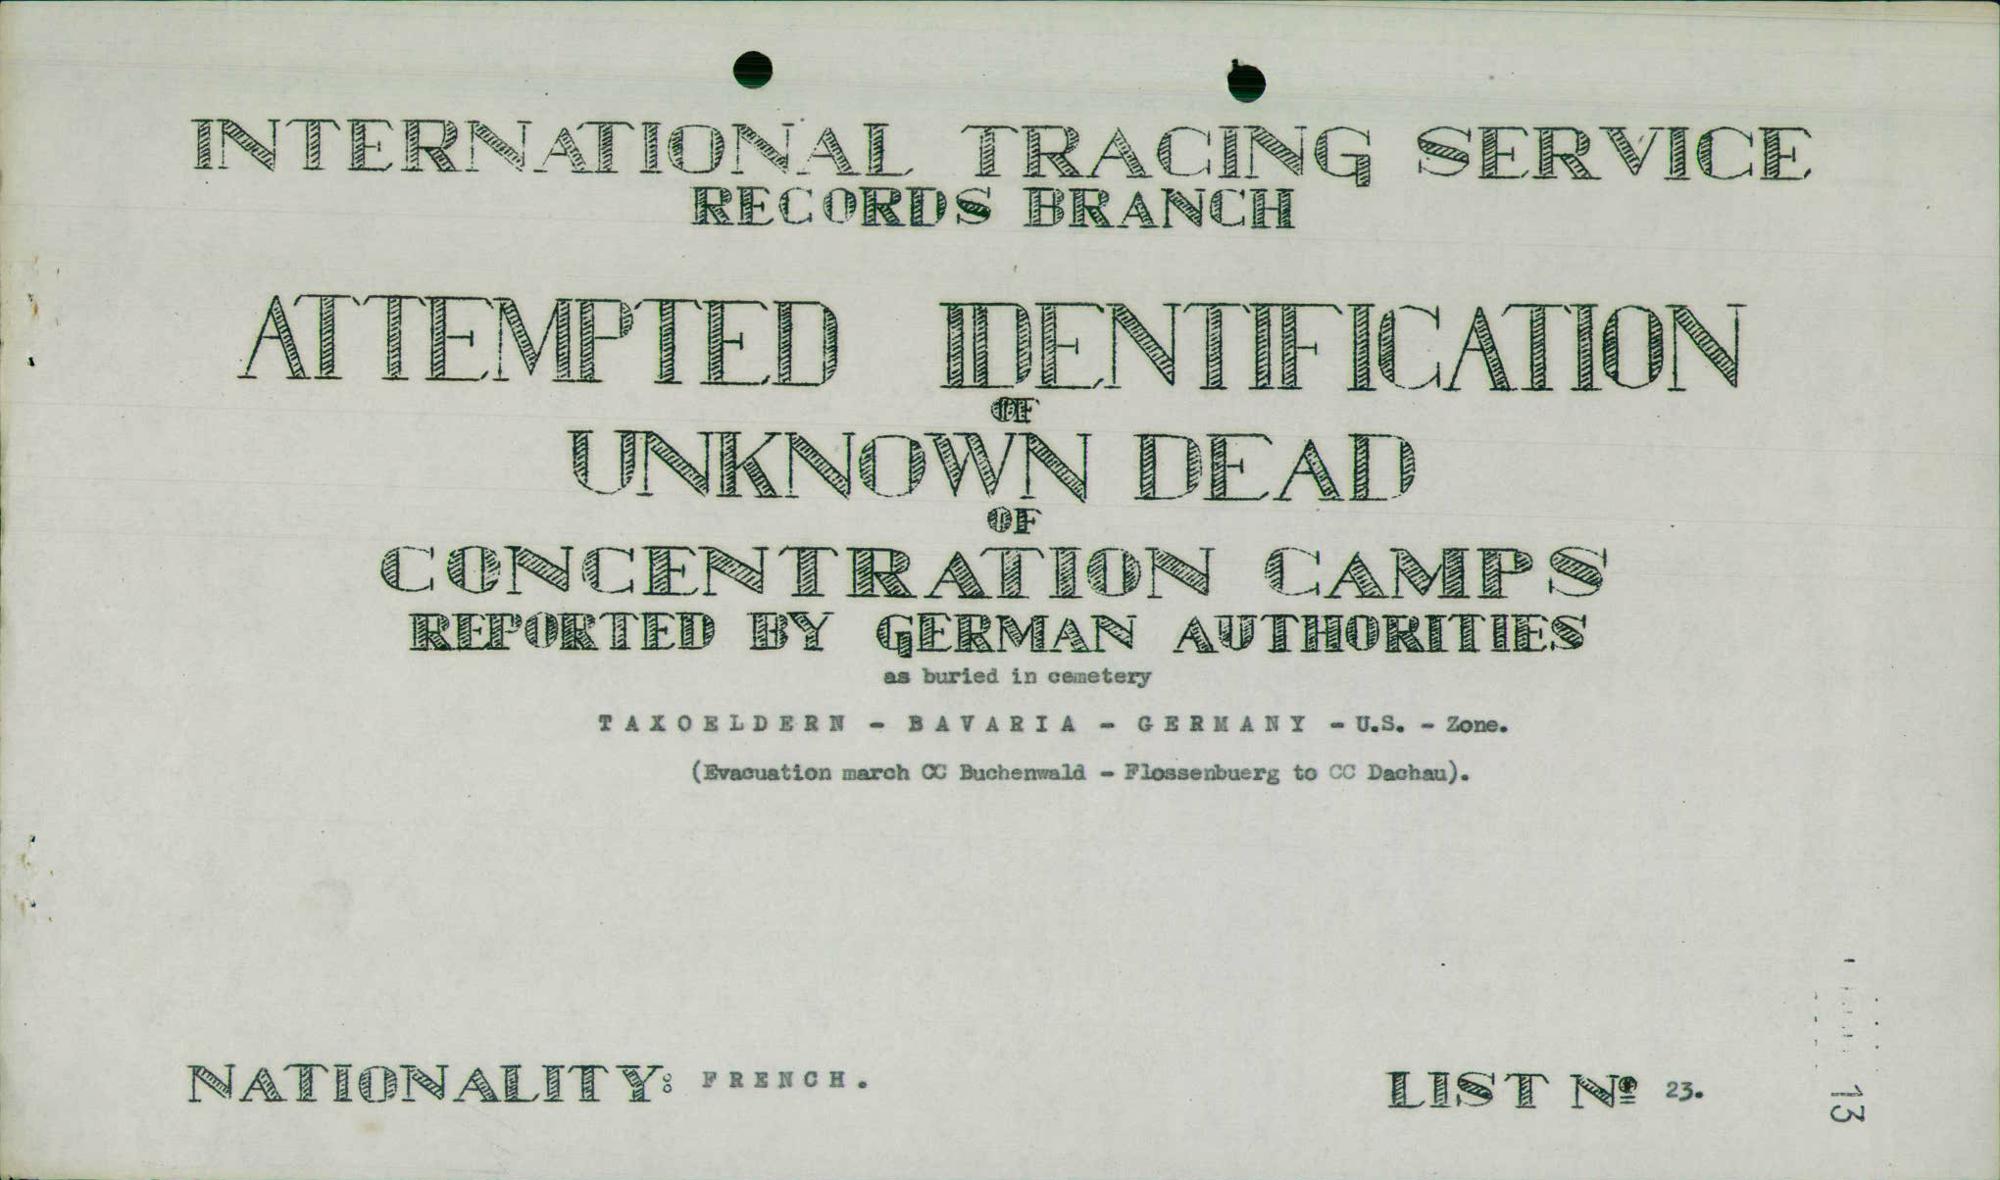 INTERNATIONAL TRACING SERVICE
RECORDS BRANCH
ATTEMPTED IDENTIFICATION
OF
UNKNOWN DEAD
OF
CONCENTRATION CAMPS
REPORTED BY GERMAN AUTHORITIES
as buried in cemetery
TAXOELDERN - BAVARIA - GERMANY - U.S. - Zone.
(Evacuation march CC Buchenwald - Flossenbuerg to CC Dachau).
NATIONALITY: FRENCH.
LIST Nº 23.
13